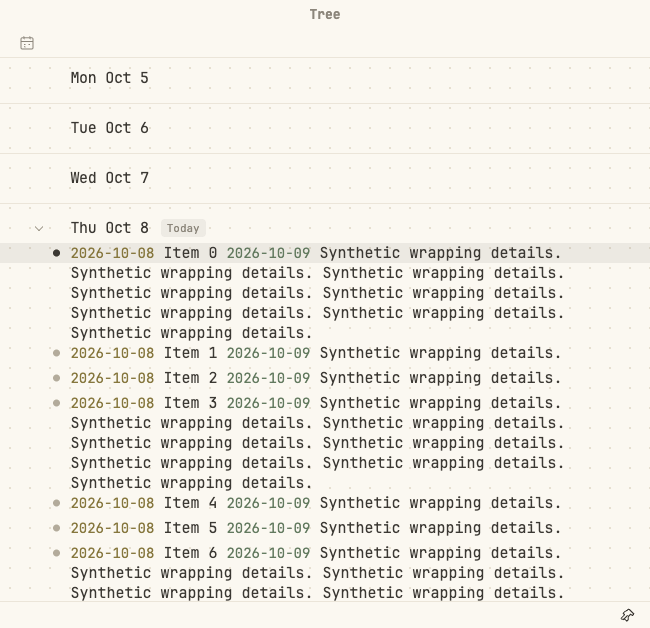 Tree
Mon Oct 5
Tue Oct 6
Wed Oct 7
Thu Oct 8 Today
2026-10-08 Item 0 2026-10-09 Synthetic wrapping details.
Synthetic wrapping details. Synthetic wrapping details.
Synthetic wrapping details. Synthetic wrapping details.
Synthetic wrapping details. Synthetic wrapping details.
Synthetic wrapping details.
2026-10-08 Item 1 2026-10-09 Synthetic wrapping details.
2026-10-08 Item 2 2026-10-09 Synthetic wrapping details.
2026-10-08 Item 3 2026-10-09 Synthetic wrapping details.
Synthetic wrapping details. Synthetic wrapping details.
Synthetic wrapping details. Synthetic wrapping details.
Synthetic wrapping details. Synthetic wrapping details.
Synthetic wrapping details.
2026-10-08 Item 4 2026-10-09 Synthetic wrapping details.
2026-10-08 Item 5 2026-10-09 Synthetic wrapping details.
2026-10-08 Item 6 2026-10-09 Synthetic wrapping details.
Synthetic wrapping details. Synthetic wrapping details.
Synthetic wrapping details. Synthetic wrapping details.